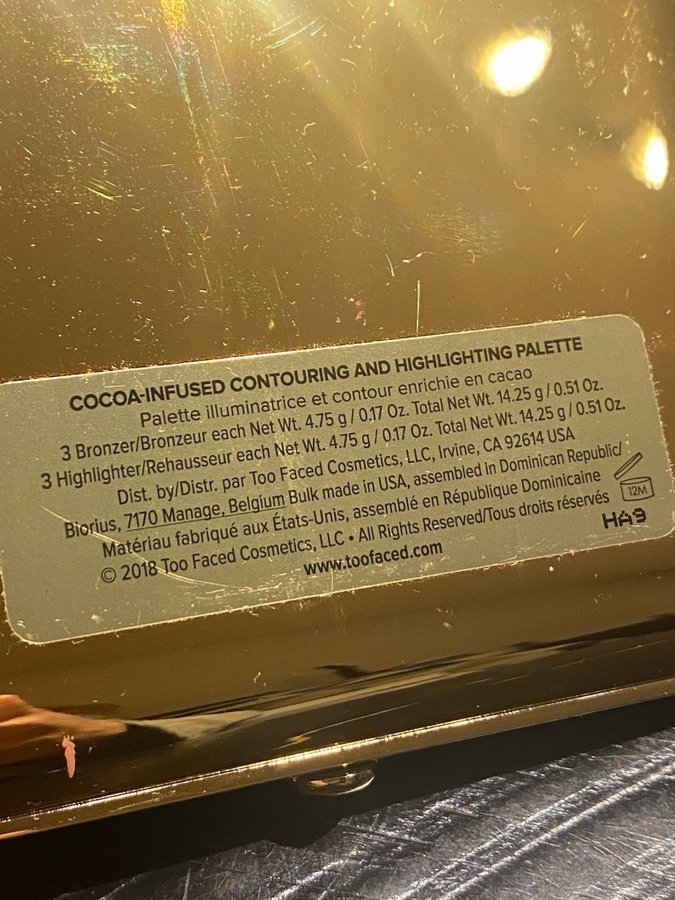 COCOA-INFUSED CONTOURING AND HIGHLIGHTING PALETTE
Palette illuminatrice et contour enrichie en cacao
3 Bronzer/Bronzeur each Net Wt. 4.75 g / 0.17 Oz. Total Net Wt. 14.25 g / 0.51 Oz.
3 Highlighter/Rehausseur each Net Wt. 4.75 g / 0.17 Oz. Total Net Wt. 14.25 g / 0.51 Oz.
Dist. by/Distr. par Too Faced Cosmetics, LLC, Irvine, CA 92614 USA
Biorius, 7170 Manage, Belgium Bulk made in USA, assembled in Dominican Republic/
Matériau fabriqué aux États-Unis, assemblé en République Dominicaine
© 2018 Too Faced Cosmetics, LLC • All Rights Reserved/Tous droits réservés
www.toofaced.com
12M
HA9